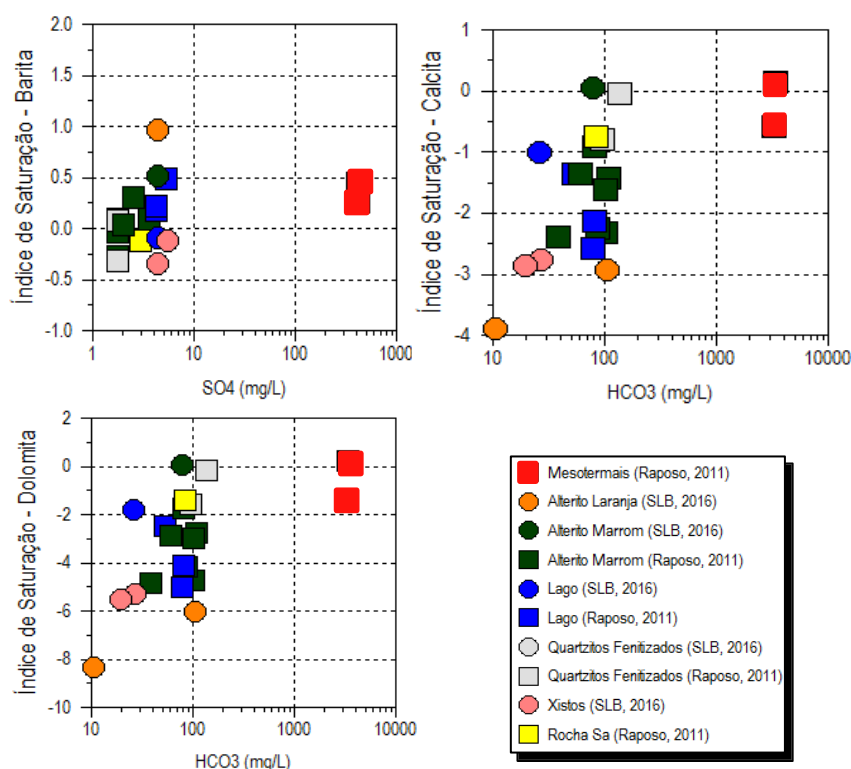 Índice de Saturação - Barita
2.0
1.5
1.0
0.5
0.0
-0.5
-1.0
1
10
100
1000
SO4 (mg/L)
Índice de Saturação - Calcita
1
0
-1
-2
-3
-4
10
100
1000
10000
HCO3 (mg/L)
Índice de Saturação - Dolomita
2
0
-2
-4
-6
-8
-10
10
100
1000
10000
HCO3 (mg/L)
Mesotermais (Raposo, 2011)
Alterito Laranja (SLB, 2016)
Alterito Marrom (SLB, 2016)
Alterito Marrom (Raposo, 2011)
Lago (SLB, 2016)
Lago (Raposo, 2011)
Quartzitos Fenitizados (SLB, 2016)
Quartzitos Fenitizados (Raposo, 2011)
Xistos (SLB, 2016)
Rocha Sa (Raposo, 2011)